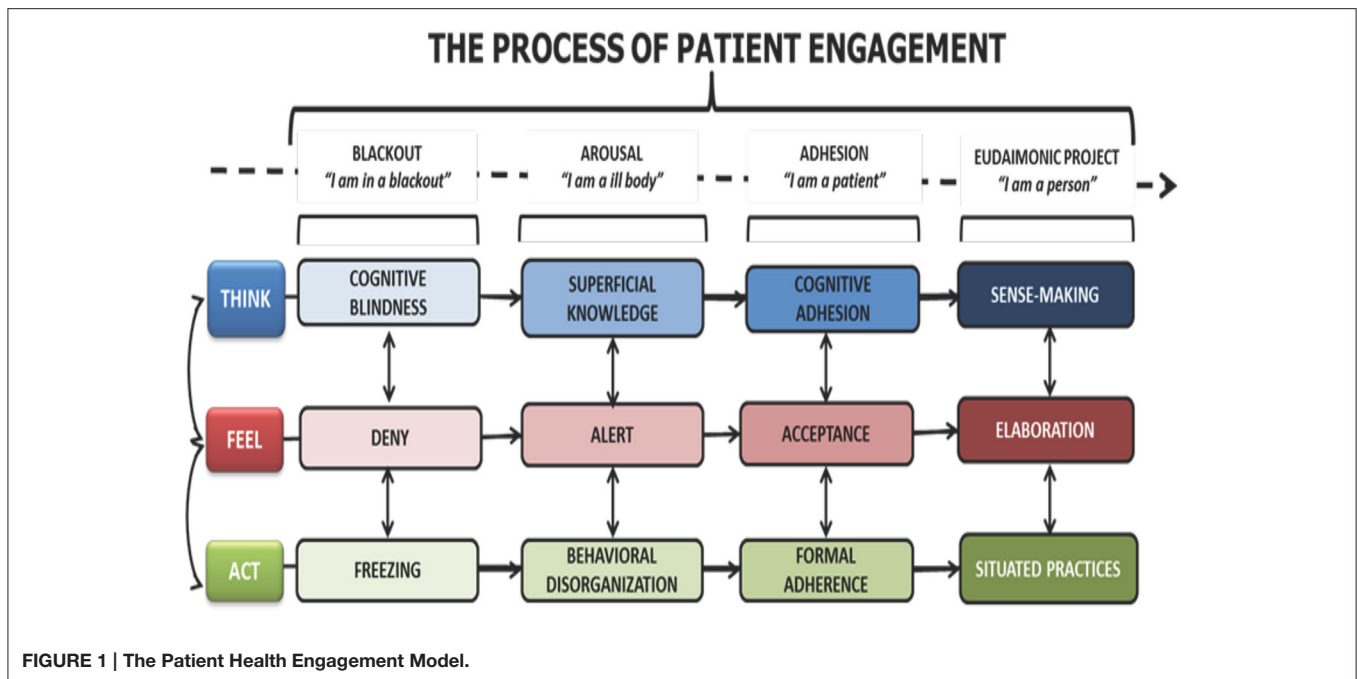 THE PROCESS OF PATIENT ENGAGEMENT
BLACKOUT
"I am in a blackout"
AROUSAL
"I am a ill body"
ADHESION
"I am a patient"
EUDAIMONIC PROJECT
"I am a person"
THINK
COGNITIVE
BLINDNESS
SUPERFICIAL
KNOWLEDGE
COGNITIVE
ADHESION
SENSE-MAKING
FEEL
DENY
ALERT
ACCEPTANCE
ELABORATION
ACT
FREEZING
BEHAVIORAL
DISORGANIZATION
FORMAL
ADHERENCE
SITUATED PRACTICES
FIGURE 1 | The Patient Health Engagement Model.